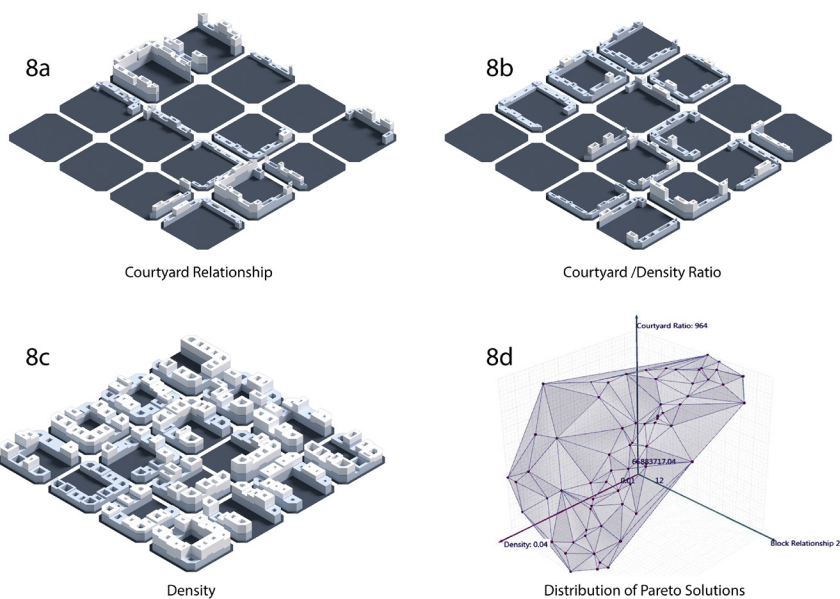 8a
8b
Courtyard Relationship
Courtyard /Density Ratio
8c
8d
Courtyard Ratio: 964
12
Density: 0.04
Block Relationship 2
Density
Distribution of Pareto Solutions